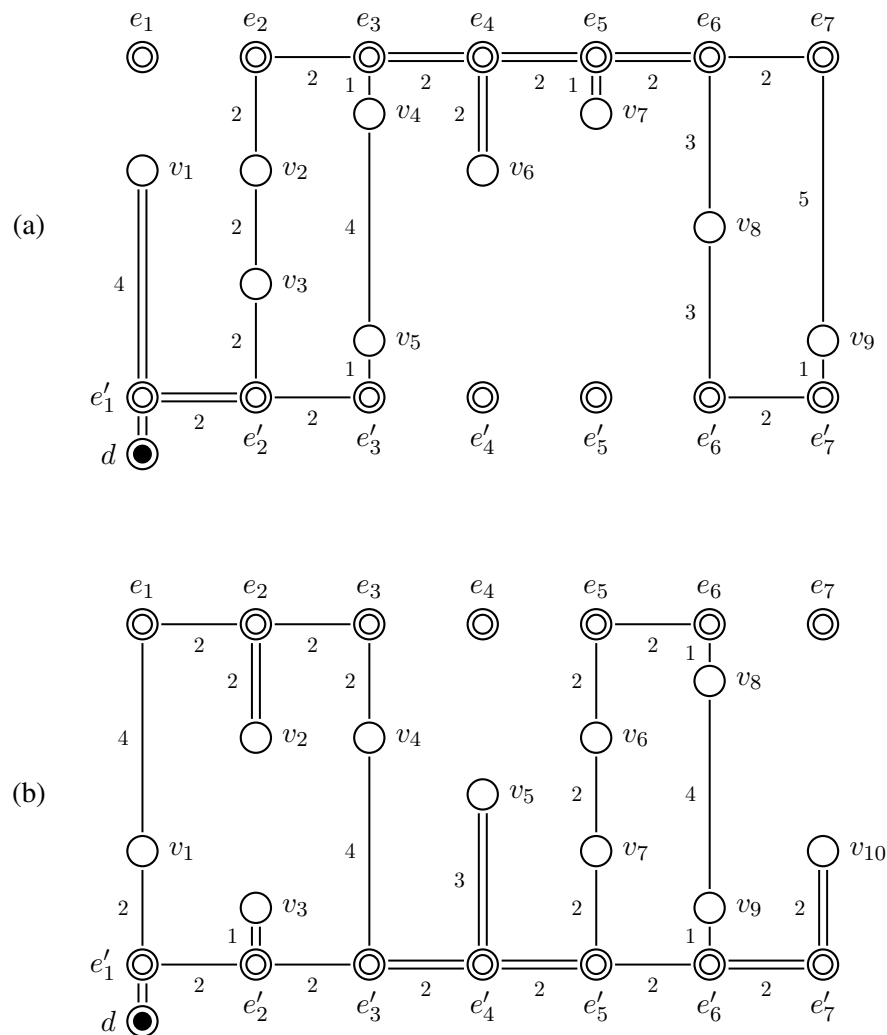 e₁ e₂ e₃ e₄ e₅ e₆ e₇
2 1 2 2 1 2 2
v₄ v₇
2 2 3
v₁ v₂ v₆
(a) 2 4 v₈ 5
4 v₃
2 v₅ 3 v₉
1 1
e′₁ 2 2 2
e′₂ e′₃ e′₄ e′₅ e′₆ e′₇
d
e₁ e₂ e₃ e₄ e₅ e₆ e₇
2 2 2 1
2 2 2 v₈
4 v₂ v₄ v₆
(b) v₅ 2 4
v₁ v₇ v₁₀
2 v₃ 4 3 2 v₉ 2
1 1
e′₁ 2 2 2 2 2 2
e′₂ e′₃ e′₄ e′₅ e′₆ e′₇
d